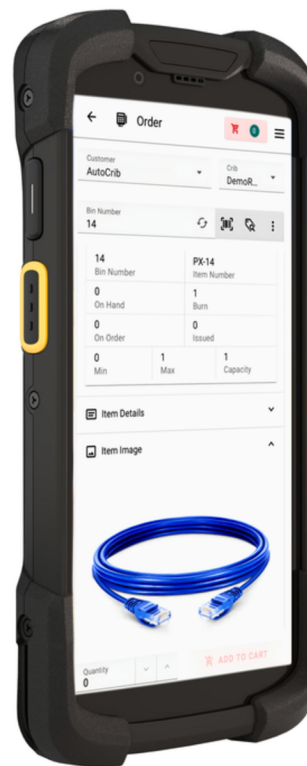 Order
0
Customer
AutoCrib
Crib
DemoR...
Bin Number
14
14
Bin Number
PX-14
Item Number
0
On Hand
1
Burn
0
On Order
0
Issued
0
Min
1
Max
1
Capacity
Item Details
Item Image
Quantity
0
ADD TO CART